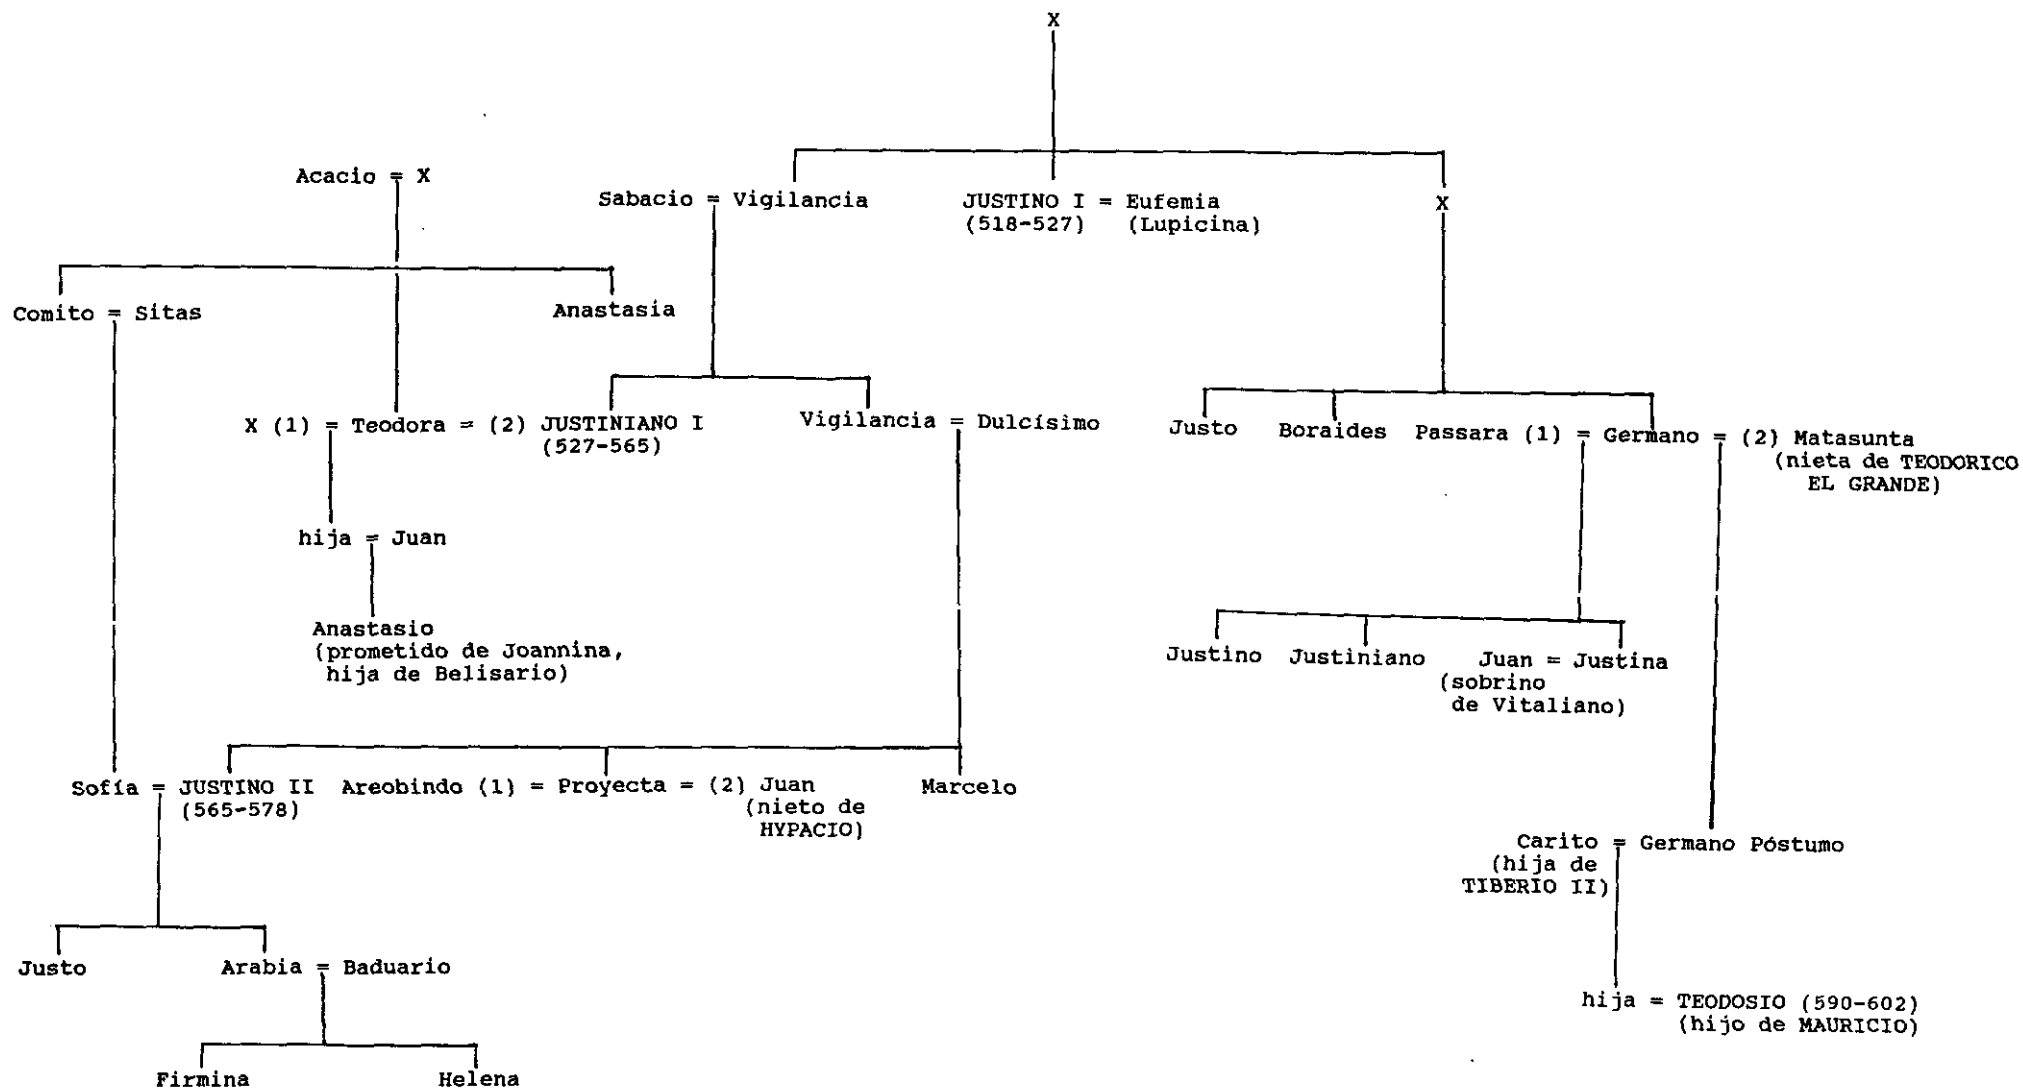 X
Acacio = X
Sabacio = Vigilancia
JUSTINO I = Eufemia
(518-527) (Lupicina)
X
Comito = Sitas
Anastasia
X (1) = Teodora = (2) JUSTINIANO I
(527-565)
Vigilancia = Dulcísimo
Justo
Boraides
Passara (1) = Germano = (2) Matasunta
(nieta de TEODORICO
EL GRANDE)
hija = Juan
Anastasio
(prometido de Joannina,
hija de Belisario)
Justino
Justiniano
Juan = Justina
(sobrino
de Vitaliano)
Sofía = JUSTINO II
(565-578)
Areobindo (1) = Proyecta = (2) Juan
(nieto de
HYPACIO)
Marcelo
Carito = Germano Póstumo
(hija de
TIBERIO II)
Justo
Arabia = Baduario
hija = TEODOSIO (590-602)
(hijo de MAURICIO)
Firmina
Helena